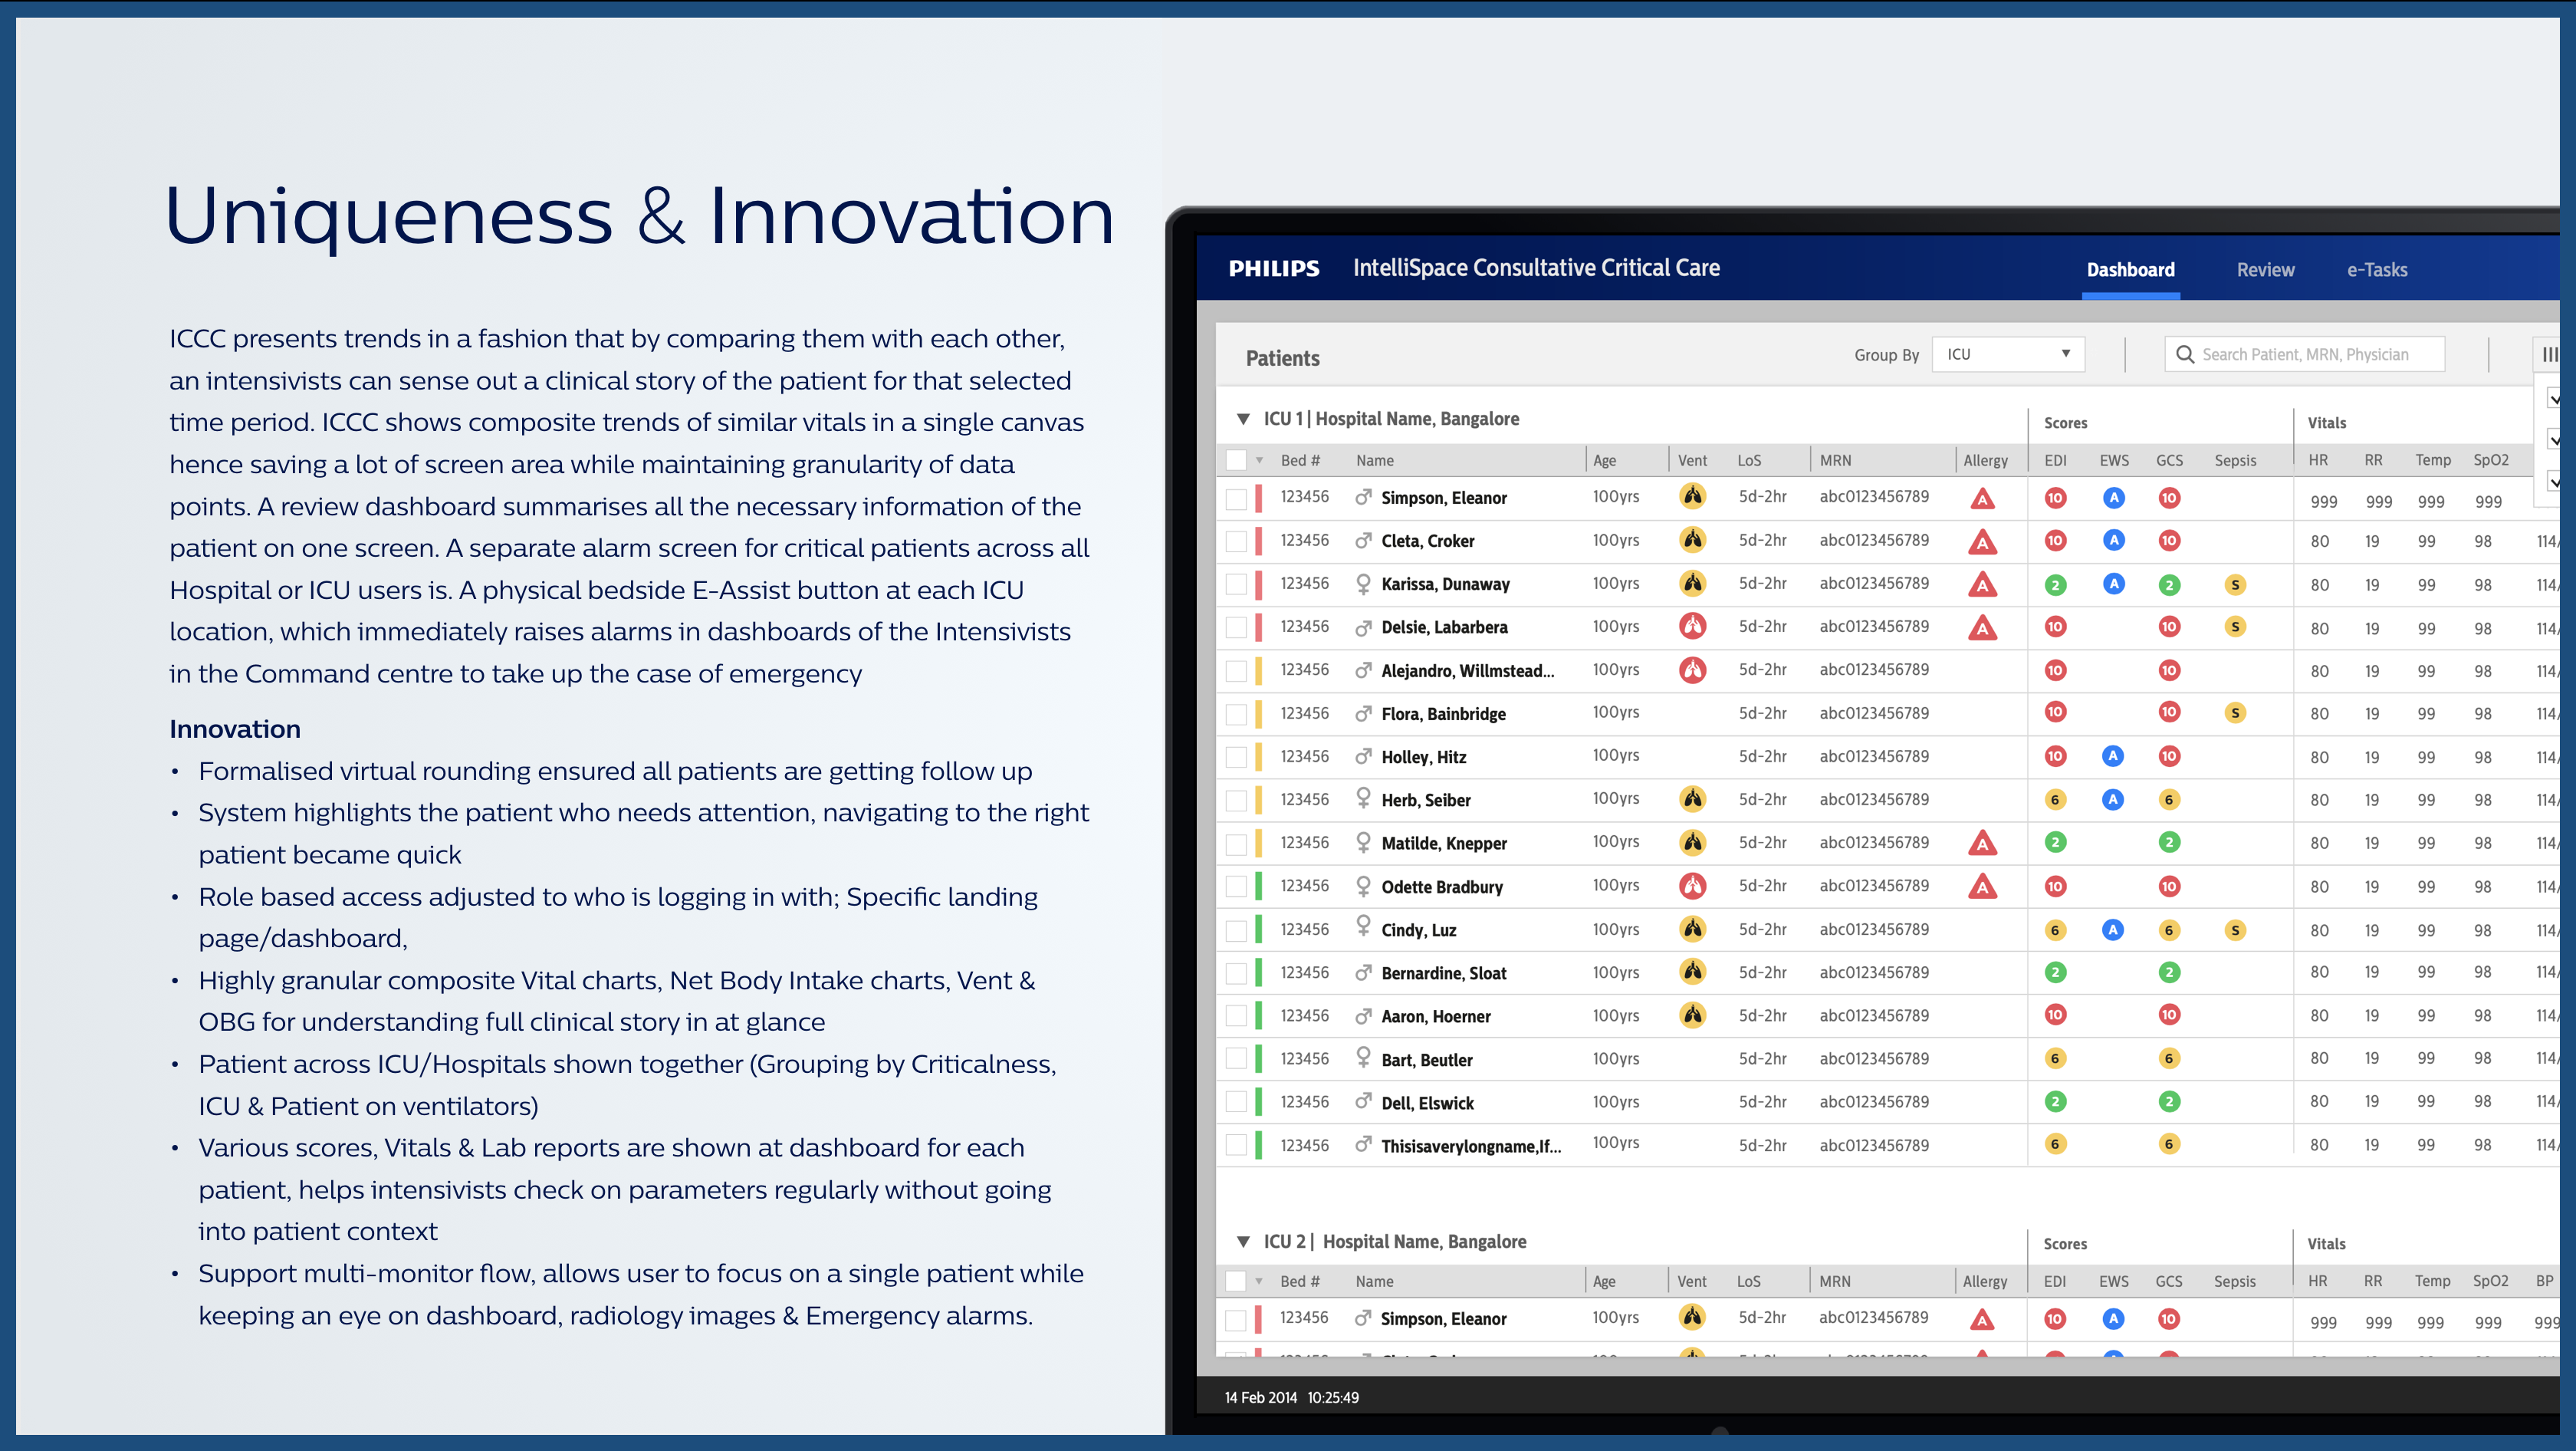 Uniqueness & Innovation
ICCC presents trends in a fashion that by comparing them with each other,
an intensivists can sense out a clinical story of the patient for that selected
time period. ICCC shows composite trends of similar vitals in a single canvas
hence saving a lot of screen area while maintaining granularity of data
points. A review dashboard summarises all the necessary information of the
patient on one screen. A separate alarm screen for critical patients across all
Hospital or ICU users is. A physical bedside E-Assist button at each ICU
location, which immediately raises alarms in dashboards of the Intensivists
in the Command centre to take up the case of emergency
Innovation
• Formalised virtual rounding ensured all patients are getting follow up
• System highlights the patient who needs attention, navigating to the right
patient became quick
• Role based access adjusted to who is logging in with; Specific landing
page/dashboard,
• Highly granular composite Vital charts, Net Body Intake charts, Vent &
OBG for understanding full clinical story in at glance
• Patient across ICU/Hospitals shown together (Grouping by Criticalness,
ICU & Patient on ventilators)
• Various scores, Vitals & Lab reports are shown at dashboard for each
patient, helps intensivists check on parameters regularly without going
into patient context
• Support multi-monitor flow, allows user to focus on a single patient while
keeping an eye on dashboard, radiology images & Emergency alarms.
PHILIPS IntelliSpace Consultative Critical Care Dashboard Review e-Tasks
Patients Group By ICU Search Patient, MRN, Physician
ICU 1 | Hospital Name, Bangalore Scores Vitals
Bed # Name Age Vent LoS MRN Allergy EDI EWS GCS Sepsis HR RR Temp SpO2
123456 Simpson, Eleanor 100yrs 5d-2hr abc0123456789 A 10 A 10 999 999 999 999
123456 Cleta, Croker 100yrs 5d-2hr abc0123456789 A 10 A 10 80 19 99 98 114/
123456 Karissa, Dunaway 100yrs 5d-2hr abc0123456789 A 2 A 2 S 80 19 99 98 114/
123456 Delsie, Labarbera 100yrs 5d-2hr abc0123456789 A 10 10 S 80 19 99 98 114/
123456 Alejandro, Willmstead... 100yrs 5d-2hr abc0123456789 10 10 80 19 99 98 114/
123456 Flora, Bainbridge 100yrs 5d-2hr abc0123456789 10 10 S 80 19 99 98 114/
123456 Holley, Hitz 100yrs 5d-2hr abc0123456789 10 A 10 80 19 99 98 114/
123456 Herb, Seiber 100yrs 5d-2hr abc0123456789 6 A 6 80 19 99 98 114/
123456 Matilde, Knepper 100yrs 5d-2hr abc0123456789 A 2 2 80 19 99 98 114/
123456 Odette Bradbury 100yrs 5d-2hr abc0123456789 A 10 10 80 19 99 98 114/
123456 Cindy, Luz 100yrs 5d-2hr abc0123456789 6 A 6 S 80 19 99 98 114/
123456 Bernardine, Sloat 100yrs 5d-2hr abc0123456789 2 2 80 19 99 98 114/
123456 Aaron, Hoerner 100yrs 5d-2hr abc0123456789 10 10 80 19 99 98 114/
123456 Bart, Beutler 100yrs 5d-2hr abc0123456789 6 6 80 19 99 98 114/
123456 Dell, Elswick 100yrs 5d-2hr abc0123456789 2 2 80 19 99 98 114/
123456 Thisisaverylongname,If... 100yrs 5d-2hr abc0123456789 6 6 80 19 99 98 114/
ICU 2 | Hospital Name, Bangalore Scores Vitals
Bed # Name Age Vent LoS MRN Allergy EDI EWS GCS Sepsis HR RR Temp SpO2 BP
123456 Simpson, Eleanor 100yrs 5d-2hr abc0123456789 A 10 A 10 999 999 999 999 999
14 Feb 2014 10:25:49